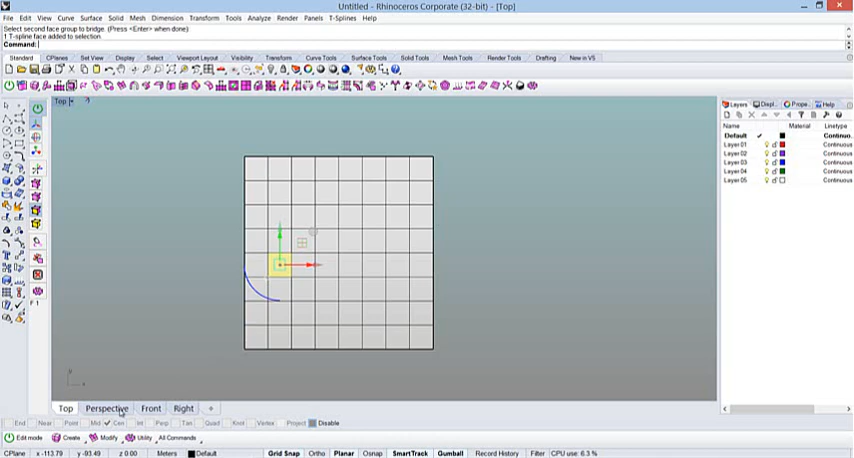 Untitled - Rhinoceros Corporate (32-bit) - [Top]
File Edit View Curve Surface Solid Mesh Dimension Transform Tools Analyze Render Panels T-Splines Help
Select second face group to bridge. (Press <Enter> when done)
1 T-spline face added to selection.
Command:
Standard CPlanes Set View Display Select Viewport Layout Visibility Transform Curve Tools Surface Tools Solid Tools Mesh Tools Render Tools Drafting New in V5
Top
Layers Displ... Prope... Help
Name Material Linetype
Default Continuo...
Layer 01 Continuous
Layer 02 Continuous
Layer 03 Continuous
Layer 04 Continuous
Layer 05 Continuous
F 1
y
x
Top Perspective Front Right
End Near Point Mid Cen Int Perp Tan Quad Knot Vertex Project Disable
Edit mode Create Modify Utility All Commands
CPlane x -113.79 y -93.49 z 0.00 Meters Default Grid Snap Ortho Planar Osnap SmartTrack Gumball Record History Filter CPU use: 6.3 %